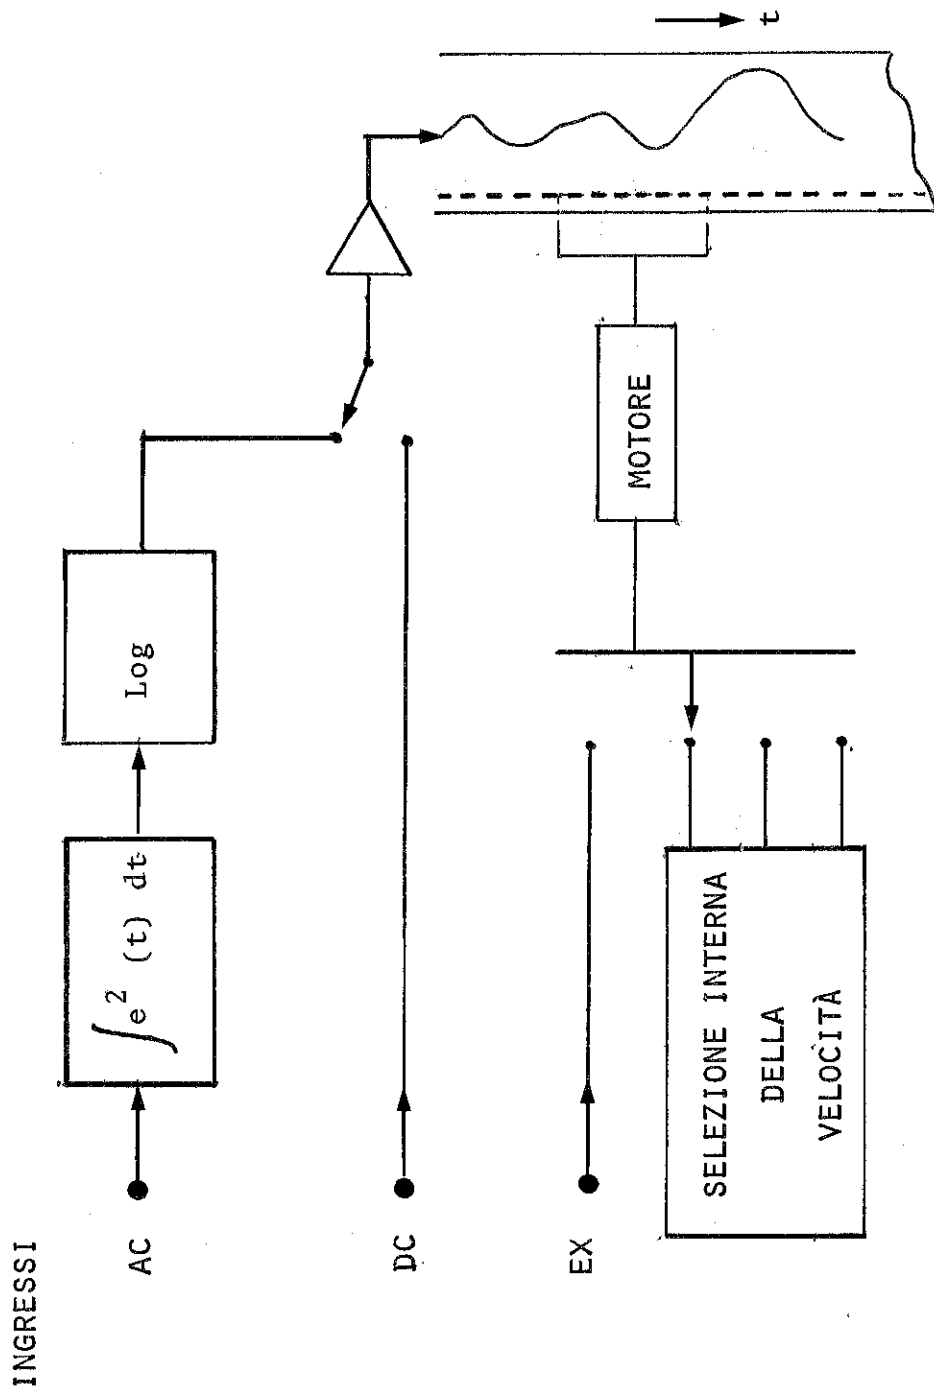 INGRESSI
AC
∫e² (t) dt
Log
DC
EX
SELEZIONE INTERNA
DELLA
VELOCITÀ
MOTORE
t